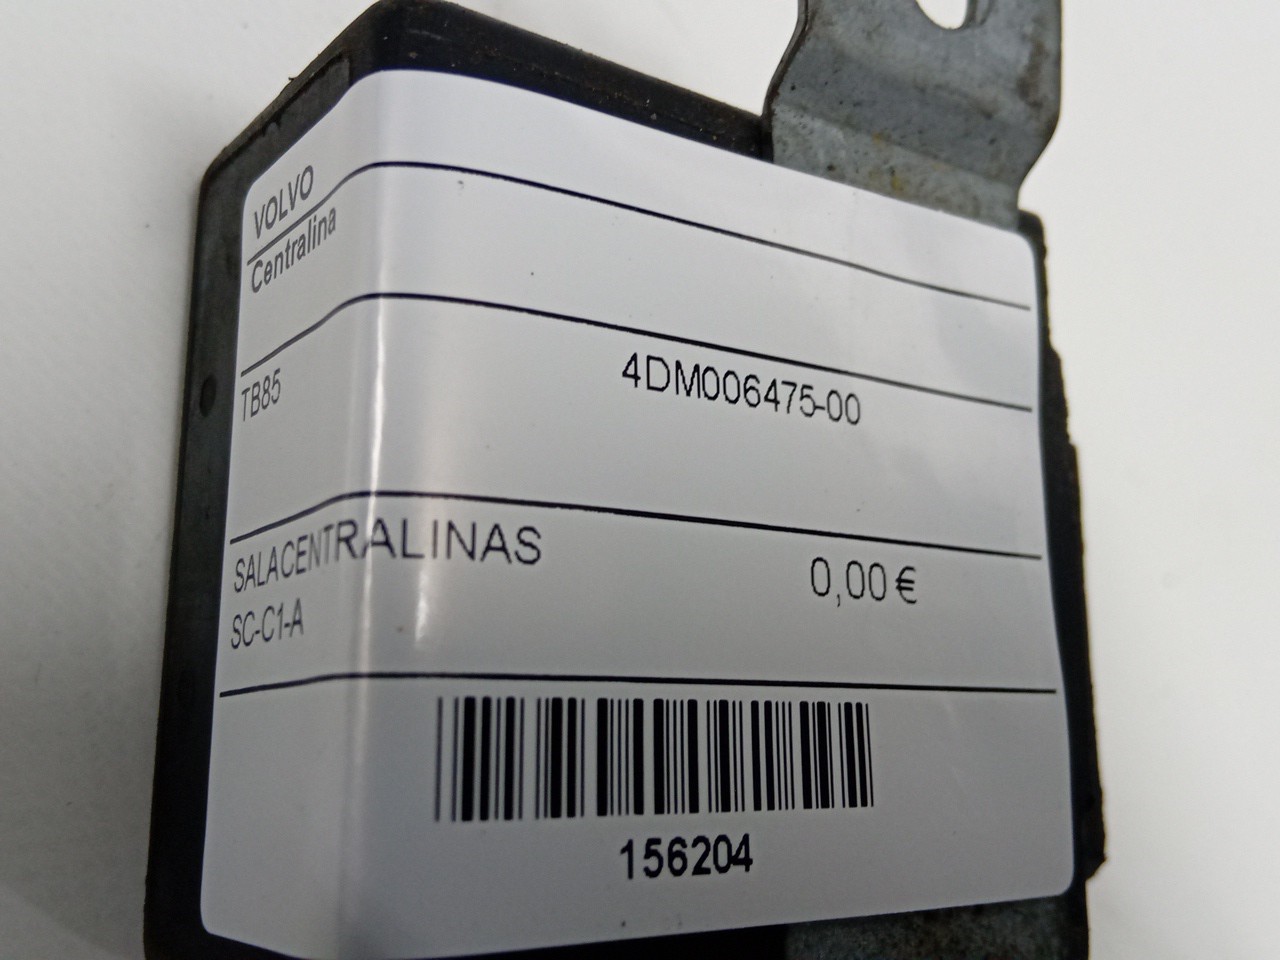 VOLVO
Centralina
TB85
4DM006475-00
SALACENTRALINAS
0,00 €
SC-C1-A
156204